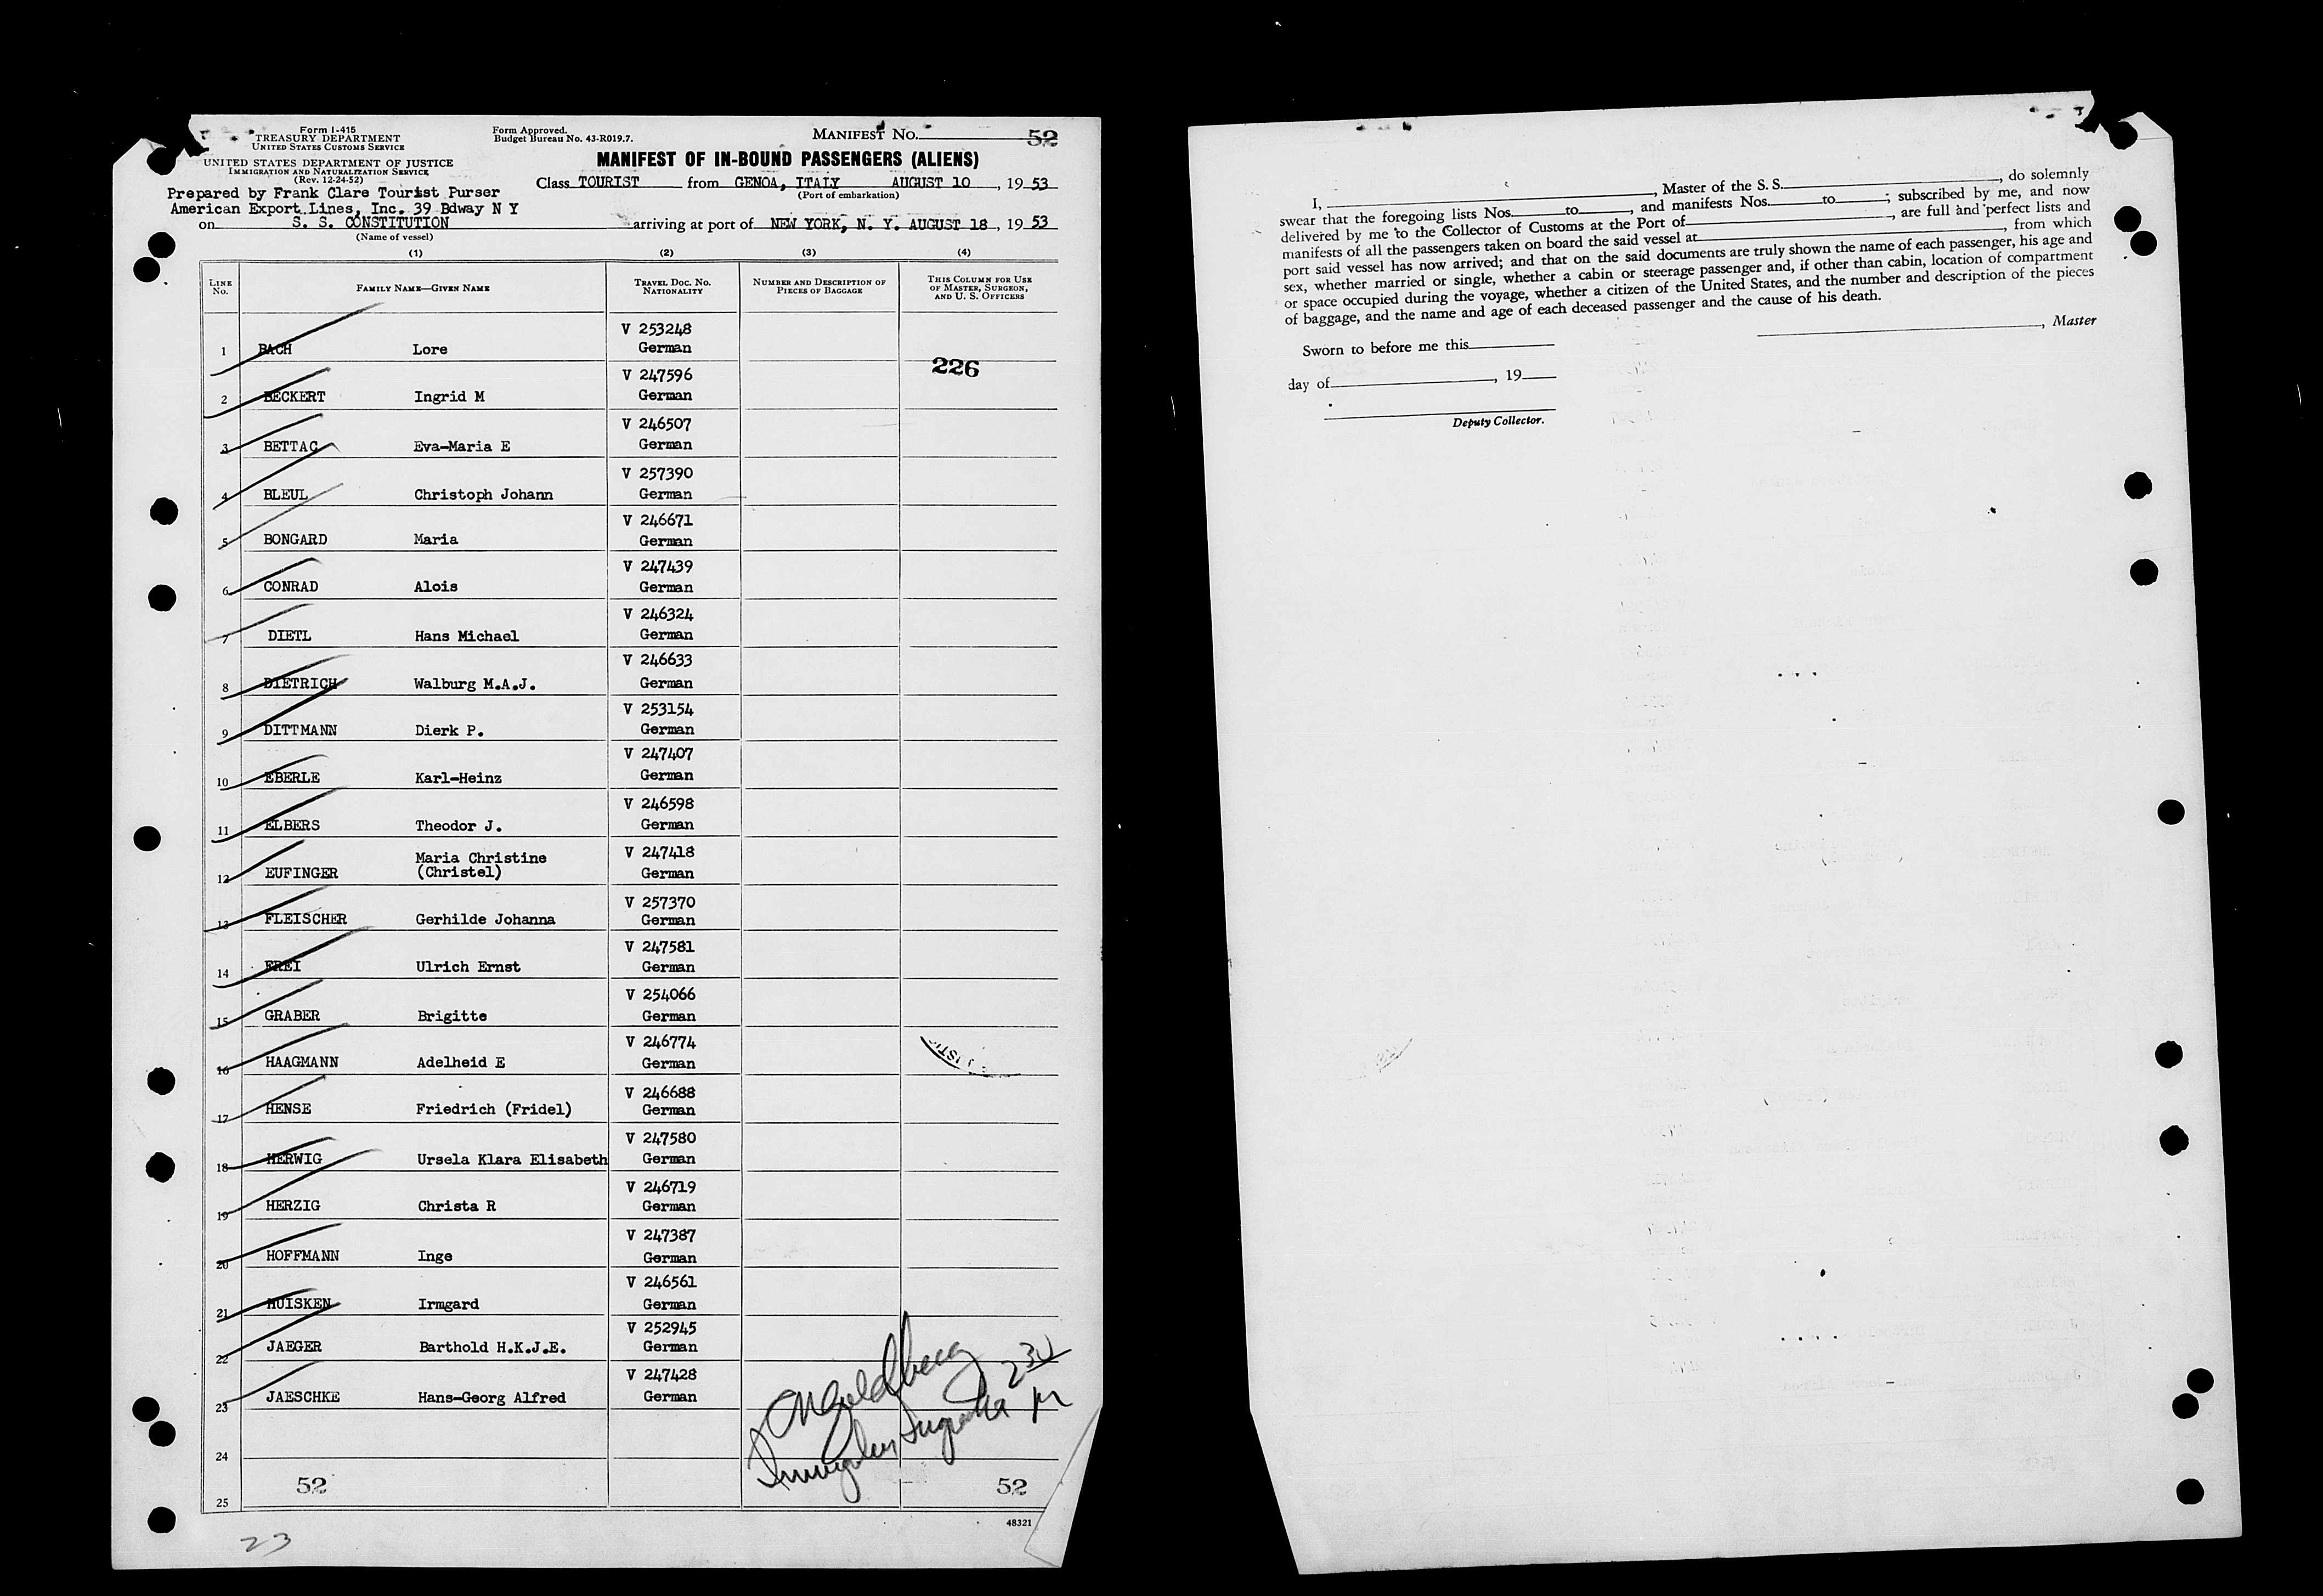 Form I-415
TREASURY DEPARTMENT
UNITED STATES CUSTOMS SERVICE
Form Approved.
Budget Bureau No. 43-R019.7.
MANIFEST No. 52
UNITED STATES DEPARTMENT OF JUSTICE
IMMIGRATION AND NATURALIZATION SERVICE
(Rev. 12-24-52)
MANIFEST OF IN-BOUND PASSENGERS (ALIENS)
Prepared by Frank Clare Tourist Purser
American Export Lines, Inc. 39 Bdway N Y
Class TOURIST from GENOA, ITALY AUGUST 10, 19 53
(Port of embarkation)
on S. S. CONSTITUTION arriving at port of NEW YORK, N. Y. AUGUST 18, 19 53
(Name of vessel)
(1) (2) (3) (4)
LINE No. FAMILY NAME—GIVEN NAME TRAVEL DOC. NO. NATIONALITY NUMBER AND DESCRIPTION OF PIECES OF BAGGAGE THIS COLUMN FOR USE OF MASTER, SURGEON, AND U. S. OFFICERS
1 BACH Lore V 253248 German
226
2 BECKERT Ingrid M V 247596 German
3 BETTAC Eva-Maria E V 246507 German
4 BLEUL Christoph Johann V 257390 German
5 BONGARD Maria V 246671 German
6 CONRAD Alois V 247439 German
7 DIETL Hans Michael V 246324 German
8 DIETRICH Walburg M.A.J. V 246633 German
9 DITTMANN Dierk P. V 253154 German
10 EBERLE Karl-Heinz V 247407 German
11 ELBERS Theodor J. V 246598 German
12 EUFINGER Maria Christine (Christel) V 247418 German
13 FLEISCHER Gerhilde Johanna V 257370 German
14 FREI Ulrich Ernst V 247581 German
15 GRABER Brigitte V 254066 German
16 HAAGMANN Adelheid E V 246774 German
17 HENSE Friedrich (Fridel) V 246688 German
18 HERWIG Ursela Klara Elisabeth V 247580 German
19 HERZIG Christa R V 246719 German
20 HOFFMANN Inge V 247387 German
21 HUISKEN Irmgard V 246561 German
22 JAEGER Barthold H.K.J.E. V 252945 German
23 JAESCHKE Hans-Georg Alfred V 247428 German
24
25
52 52
48321
23
I, , Master of the S. S. , do solemnly
swear that the foregoing lists Nos. to , and manifests Nos. to ; subscribed by me, and now
delivered by me to the Collector of Customs at the Port of , are full and perfect lists and
manifests of all the passengers taken on board the said vessel at , from which
port said vessel has now arrived; and that on the said documents are truly shown the name of each passenger, his age and
sex, whether married or single, whether a cabin or steerage passenger and, if other than cabin, location of compartment
or space occupied during the voyage, whether a citizen of the United States, and the number and description of the pieces
of baggage, and the name and age of each deceased passenger and the cause of his death.
, Master
Sworn to before me this
day of , 19
Deputy Collector.